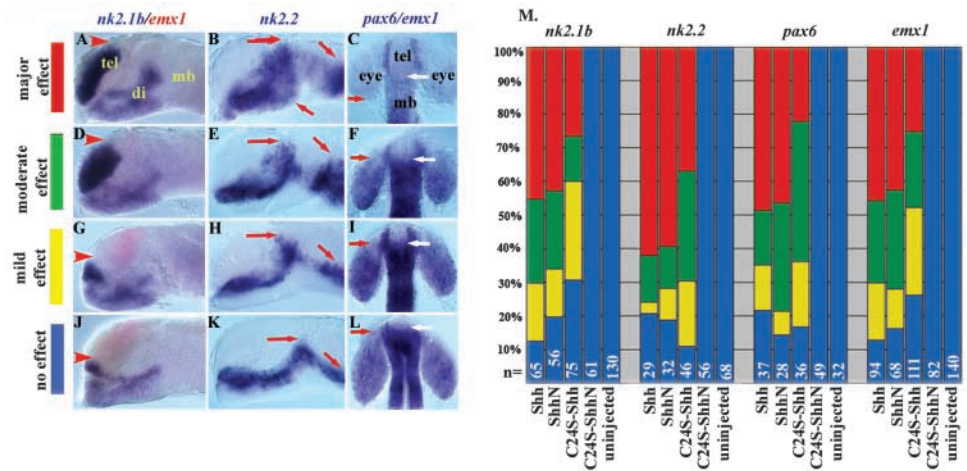 nk2.1b/emx1 nk2.2 pax6/emx1
major effect
A tel di mb
B
C tel eye eye mb
moderate effect
D
E
F
mild effect
G
H
I
no effect
J
K
L
M.
nk2.1b nk2.2 pax6 emx1
100%
90%
80%
70%
60%
50%
40%
30%
20%
10%
n= 65 56 75 61 130 29 32 46 56 68 37 28 36 49 32 94 68 111 82 140
Shh ShhN C24S-Shh C24S-ShhN uninjected Shh ShhN C24S-Shh C24S-ShhN uninjected Shh ShhN C24S-Shh C24S-ShhN uninjected Shh ShhN C24S-Shh C24S-ShhN uninjected